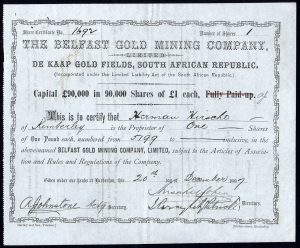 Share Certificate No. 1692 Number of Shares 1
THE BELFAST GOLD MINING COMPANY,
LIMITED
DE KAAP GOLD FIELDS, SOUTH AFRICAN REPUBLIC.
(Incorporated under the Limited Liability Act of the South African Republic.)
Capital £90,000 in 90,000 Shares of £1 each, Fully Paid-up.
This is to certify that Herman Hirsche
of Kimberley is the Proprietor of One Shares
of One Pound each, numbered from 8799 to inclusive, in the
abovenamed BELFAST GOLD MINING COMPANY, LIMITED, subject to the Articles of Association
and Rules and Regulations of the Company.
Given under our hands at Barberton, the 20th day December 1887
Secretary.
Directors.